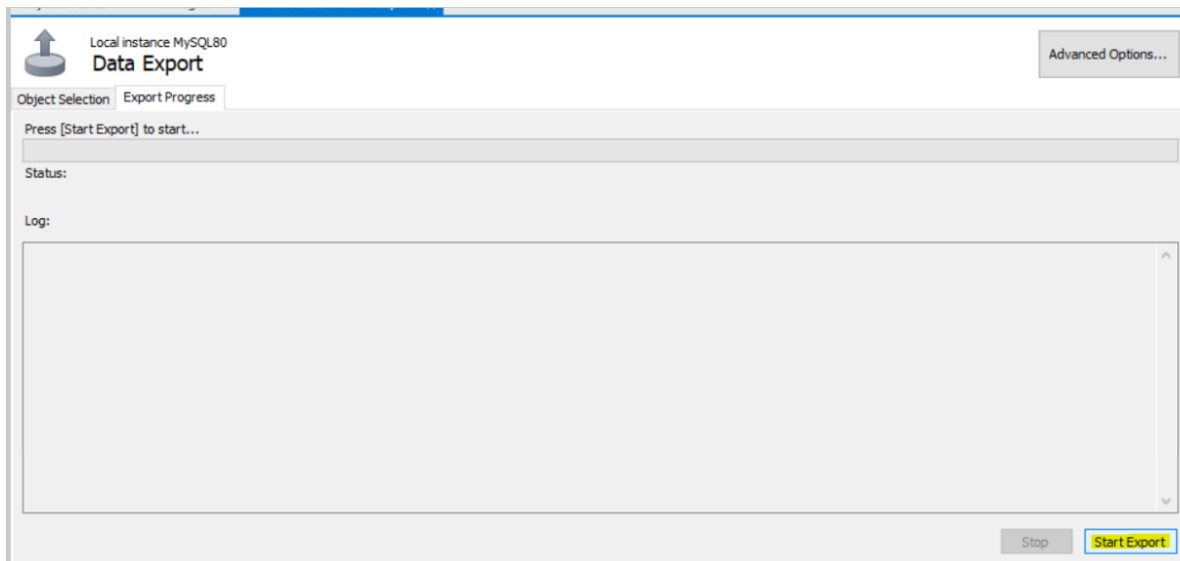 Local instance MySQL80
Data Export
Advanced Options...
Object Selection Export Progress
Press [Start Export] to start...
Status:
Log:
Stop Start Export